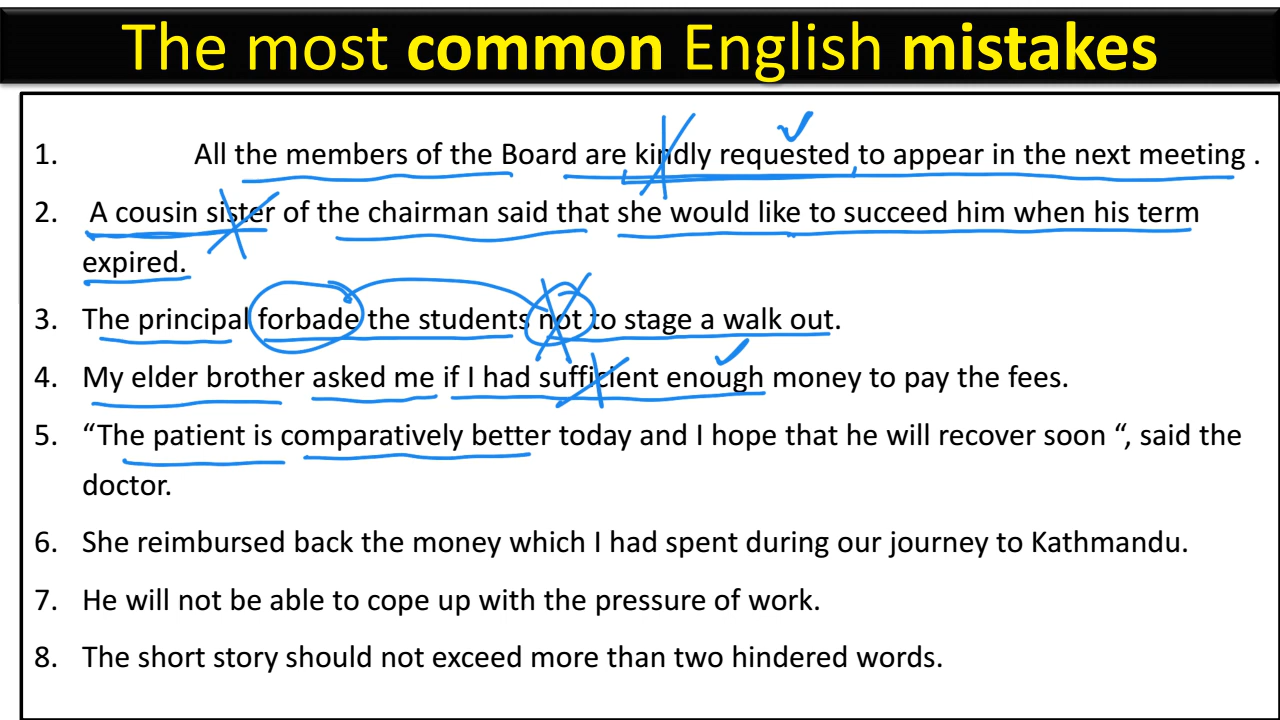 The most common English mistakes
1. All the members of the Board are kindly requested to appear in the next meeting .
2. A cousin sister of the chairman said that she would like to succeed him when his term
expired.
3. The principal forbade the students not to stage a walk out.
4. My elder brother asked me if I had sufficient enough money to pay the fees.
5. “The patient is comparatively better today and I hope that he will recover soon “, said the
doctor.
6. She reimbursed back the money which I had spent during our journey to Kathmandu.
7. He will not be able to cope up with the pressure of work.
8. The short story should not exceed more than two hindered words.